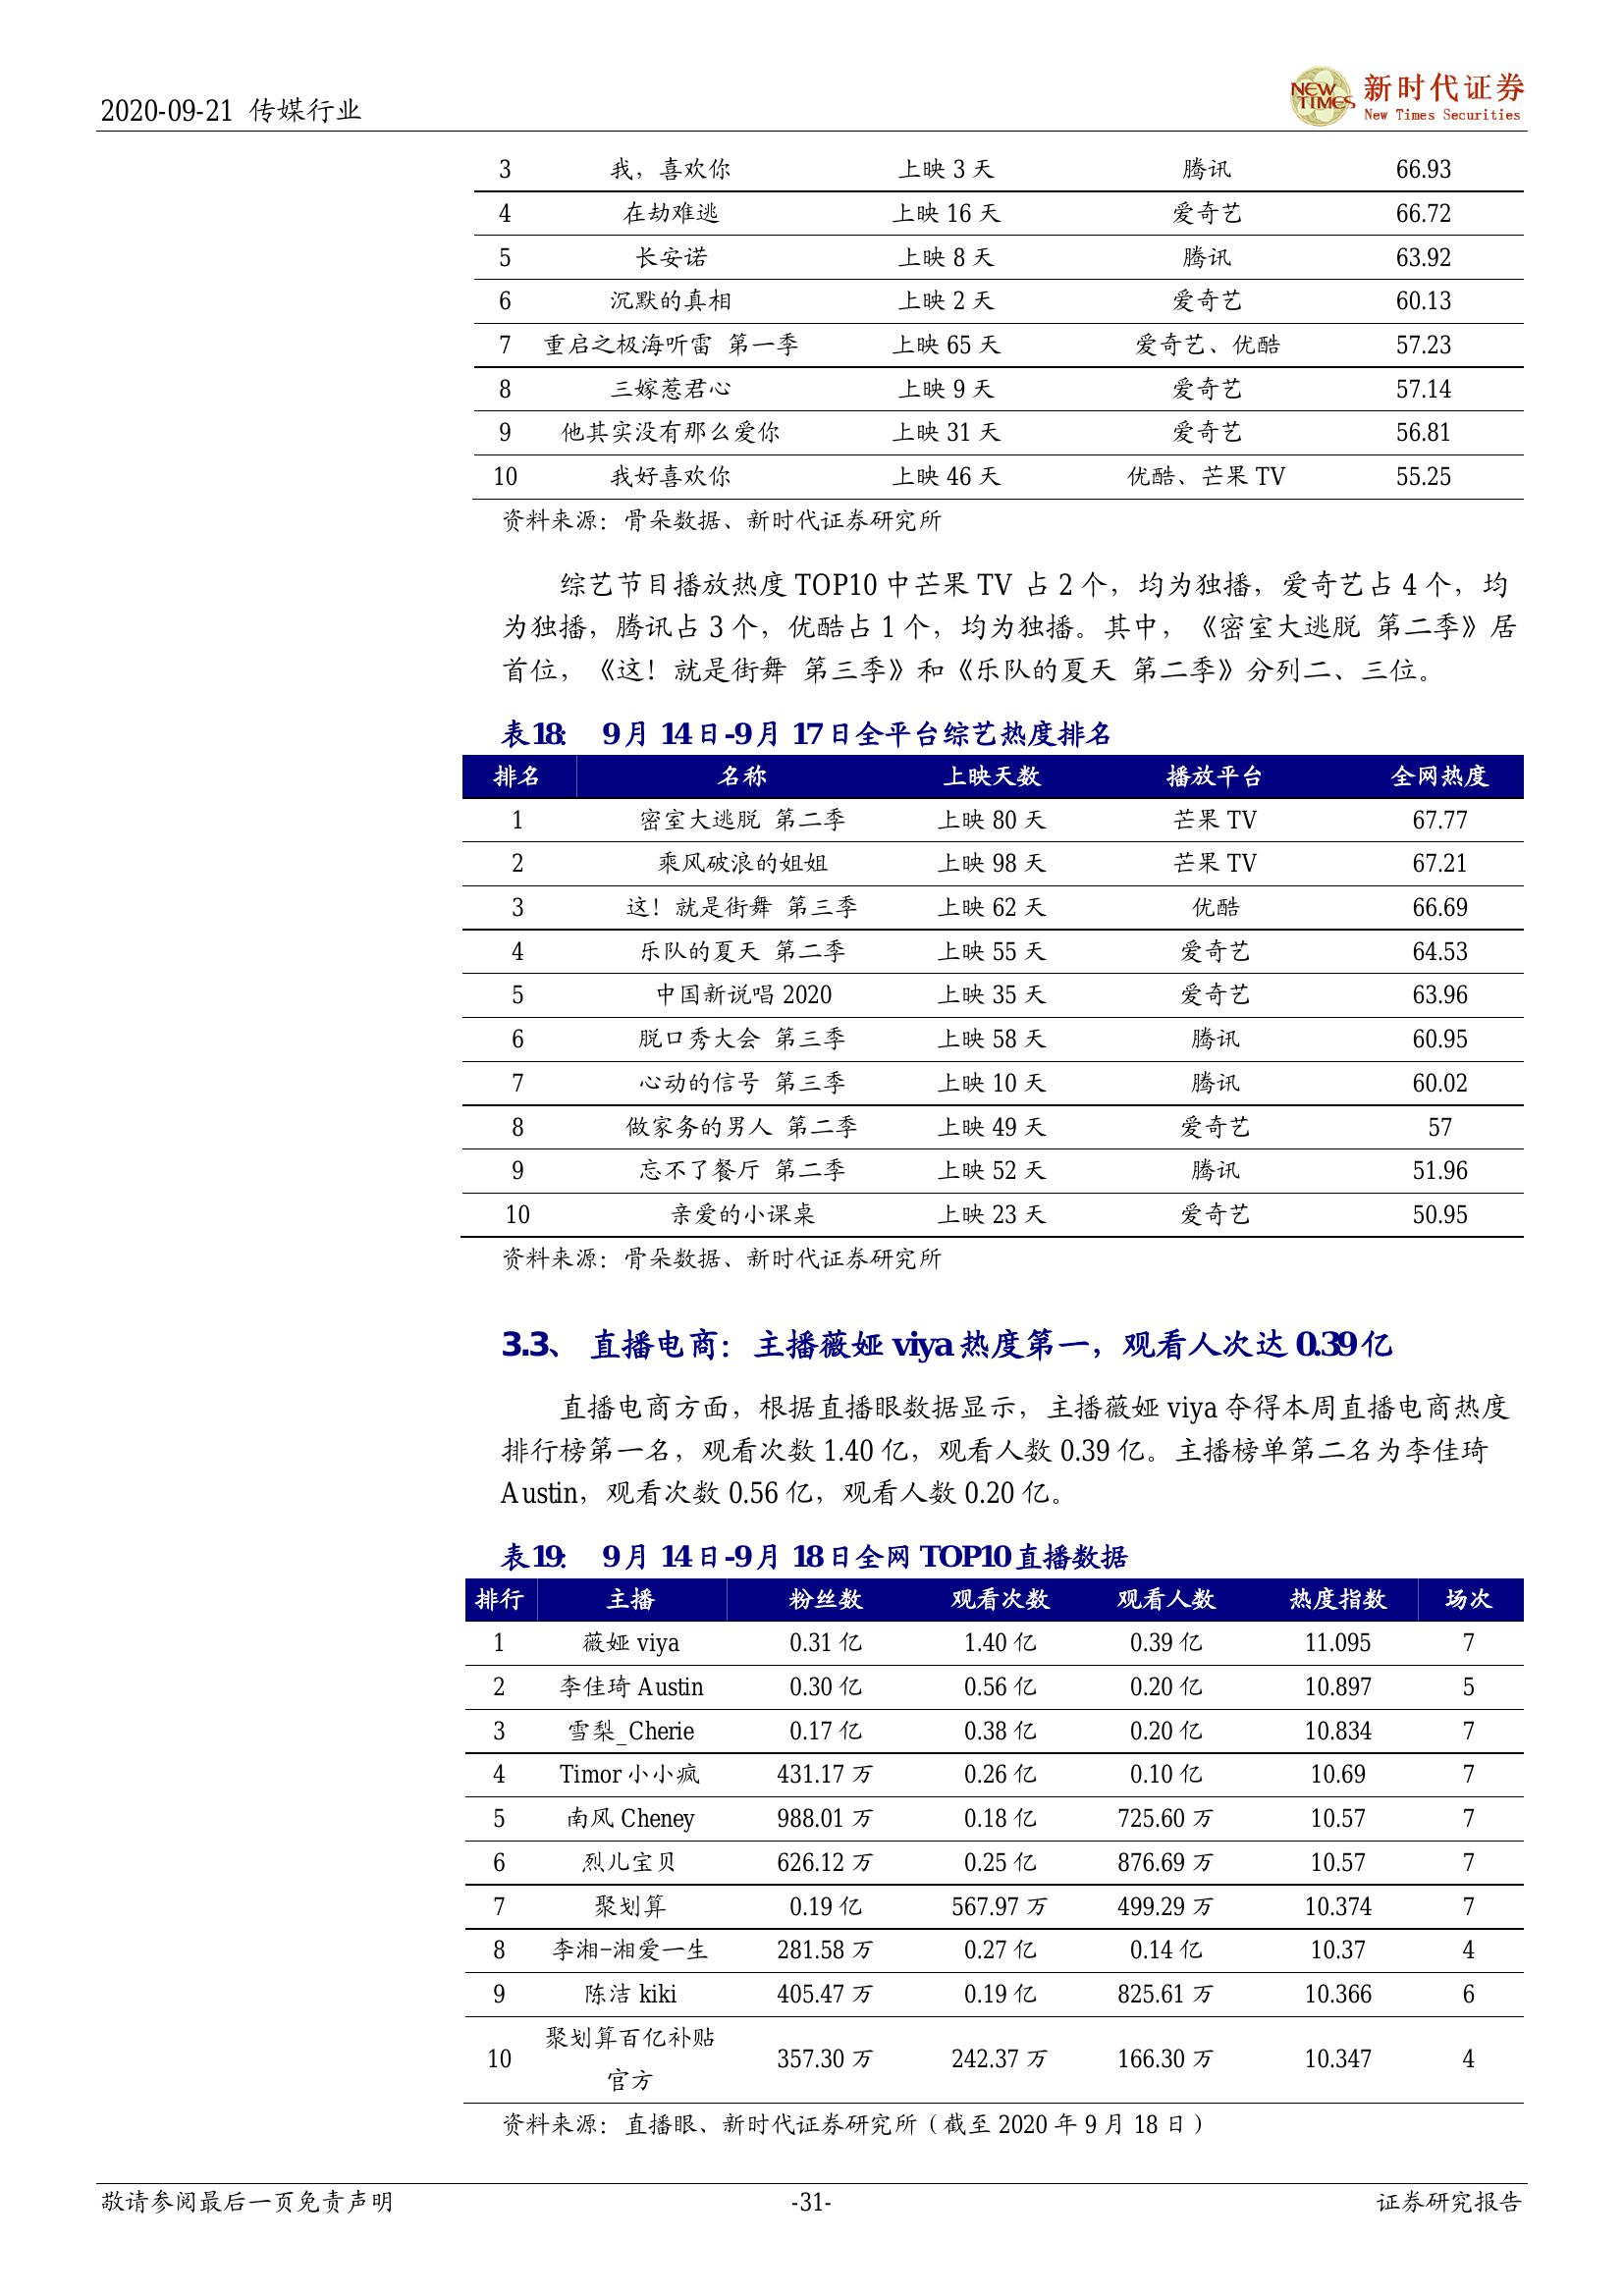 2020-09-21 传媒行业
NEW TIMES 新时代证券
New Times Securities
3 我，喜欢你 上映 3 天 腾讯 66.93
4 在劫难逃 上映 16 天 爱奇艺 66.72
5 长安诺 上映 8 天 腾讯 63.92
6 沉默的真相 上映 2 天 爱奇艺 60.13
7 重启之极海听雷 第一季 上映 65 天 爱奇艺、优酷 57.23
8 三嫁惹君心 上映 9 天 爱奇艺 57.14
9 他其实没有那么爱你 上映 31 天 爱奇艺 56.81
10 我好喜欢你 上映 46 天 优酷、芒果 TV 55.25
资料来源：骨朵数据、新时代证券研究所
综艺节目播放热度 TOP10 中芒果 TV 占 2 个，均为独播，爱奇艺占 4 个，均
为独播，腾讯占 3 个，优酷占 1 个，均为独播。其中，《密室大逃脱 第二季》居
首位，《这！就是街舞 第三季》和《乐队的夏天 第二季》分列二、三位。
表18： 9 月 14 日-9 月 17 日全平台综艺热度排名
排名 名称 上映天数 播放平台 全网热度
1 密室大逃脱 第二季 上映 80 天 芒果 TV 67.77
2 乘风破浪的姐姐 上映 98 天 芒果 TV 67.21
3 这！就是街舞 第三季 上映 62 天 优酷 66.69
4 乐队的夏天 第二季 上映 55 天 爱奇艺 64.53
5 中国新说唱 2020 上映 35 天 爱奇艺 63.96
6 脱口秀大会 第三季 上映 58 天 腾讯 60.95
7 心动的信号 第三季 上映 10 天 腾讯 60.02
8 做家务的男人 第二季 上映 49 天 爱奇艺 57
9 忘不了餐厅 第二季 上映 52 天 腾讯 51.96
10 亲爱的小课桌 上映 23 天 爱奇艺 50.95
资料来源：骨朵数据、新时代证券研究所
3.3、 直播电商：主播薇娅 viya 热度第一，观看人次达 0.39 亿
直播电商方面，根据直播眼数据显示，主播薇娅 viya 夺得本周直播电商热度
排行榜第一名，观看次数 1.40 亿，观看人数 0.39 亿。主播榜单第二名为李佳琦
Austin，观看次数 0.56 亿，观看人数 0.20 亿。
表19： 9 月 14 日-9 月 18 日全网 TOP10 直播数据
排行 主播 粉丝数 观看次数 观看人数 热度指数 场次
1 薇娅 viya 0.31 亿 1.40 亿 0.39 亿 11.095 7
2 李佳琦 Austin 0.30 亿 0.56 亿 0.20 亿 10.897 5
3 雪梨_Cherie 0.17 亿 0.38 亿 0.20 亿 10.834 7
4 Timor 小小疯 431.17 万 0.26 亿 0.10 亿 10.69 7
5 南风 Cheney 988.01 万 0.18 亿 725.60 万 10.57 7
6 烈儿宝贝 626.12 万 0.25 亿 876.69 万 10.57 7
7 聚划算 0.19 亿 567.97 万 499.29 万 10.374 7
8 李湘-湘爱一生 281.58 万 0.27 亿 0.14 亿 10.37 4
9 陈洁 kiki 405.47 万 0.19 亿 825.61 万 10.366 6
10 聚划算百亿补贴 357.30 万 242.37 万 166.30 万 10.347 4
官方
资料来源：直播眼、新时代证券研究所（截至 2020 年 9 月 18 日）
敬请参阅最后一页免责声明 -31- 证券研究报告